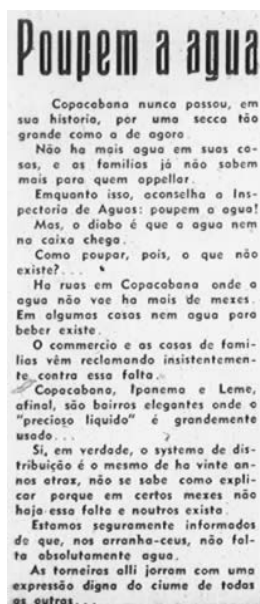 Poupem a agua
Copacabana nunca passou, em
sua historia, por uma secca tão
grande como a de agora.
Não ha mais agua em suas ca-
sas, e as familias já não sabem
mais para quem appellar.
Emquanto isso, aconselha a Ins-
pectoria de Aguas: poupem a agua!
Mas, o diabo é que a agua nem
na caixa chega.
Como poupar, pois, o que não
existe?...
Ha ruas em Copacabana onde a
agua não vae ha mais de mezes.
Em algumas casas nem agua para
beber existe.
O commercio e as casas de fami-
lias vêm reclamando insistentemen-
te contra essa falta.
Copacabana, Ipanema e Leme,
afinal, são bairros elegantes onde o
"precioso liquido" é grandemente
usado...
Si, em verdade, o systema de dis-
tribuição é o mesmo de ha vinte an-
nos atraz, não se sabe como expli-
car porque em certos mezes não
haja essa falta e noutros exista.
Estamos seguramente informados
de que, nos arranha-ceus, não fal-
ta absolutamente agua.
As torneiras alli jorram com uma
expressão digna do ciume de todas
as outras...